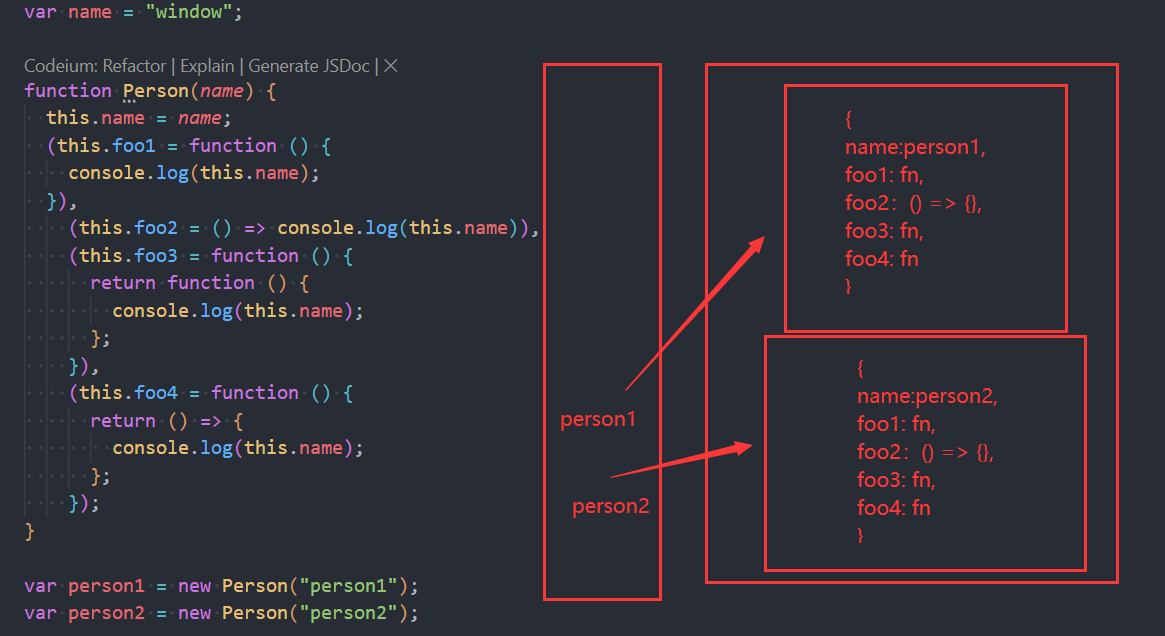 var name = "window";
Codeium: Refactor | Explain | Generate JSDoc | ×
function Person(name) {
this.name = name;
(this.foo1 = function () {
console.log(this.name);
}),
(this.foo2 = () => console.log(this.name)),
(this.foo3 = function () {
return function () {
console.log(this.name);
};
}),
(this.foo4 = function () {
return () => {
console.log(this.name);
};
});
}
var person1 = new Person("person1");
var person2 = new Person("person2");
person1
person2
{
name:person1,
foo1: fn,
foo2: () => {},
foo3: fn,
foo4: fn
}
{
name:person2,
foo1: fn,
foo2: () => {},
foo3: fn,
foo4: fn
}